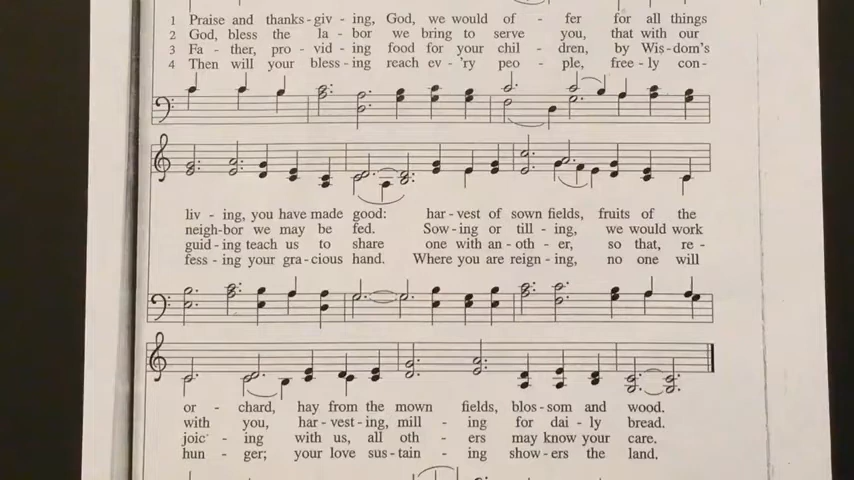 1 Praise and thanks - giv - ing, God, we would of - fer for all things
2 God, bless the la - bor we bring to serve you, that with our
3 Fa - ther, pro - vid - ing food for your chil - dren, by Wis - dom's
4 Then will your bless - ing reach ev - 'ry peo - ple, free - ly con -
liv - ing, you have made good: har - vest of sown fields, fruits of the
neigh - bor we may be fed. Sow - ing or till - ing, we would work
guid - ing teach us to share one with an - oth - er, so that, re -
fess - ing your gra - cious hand. Where you are reign - ing, no one will
or - chard, hay from the mown fields, blos - som and wood.
with you, har - vest - ing, mill - ing for dai - ly bread.
joic - ing with us, all oth - ers may know your care.
hun - ger; your love sus - tain - ing show - ers the land.